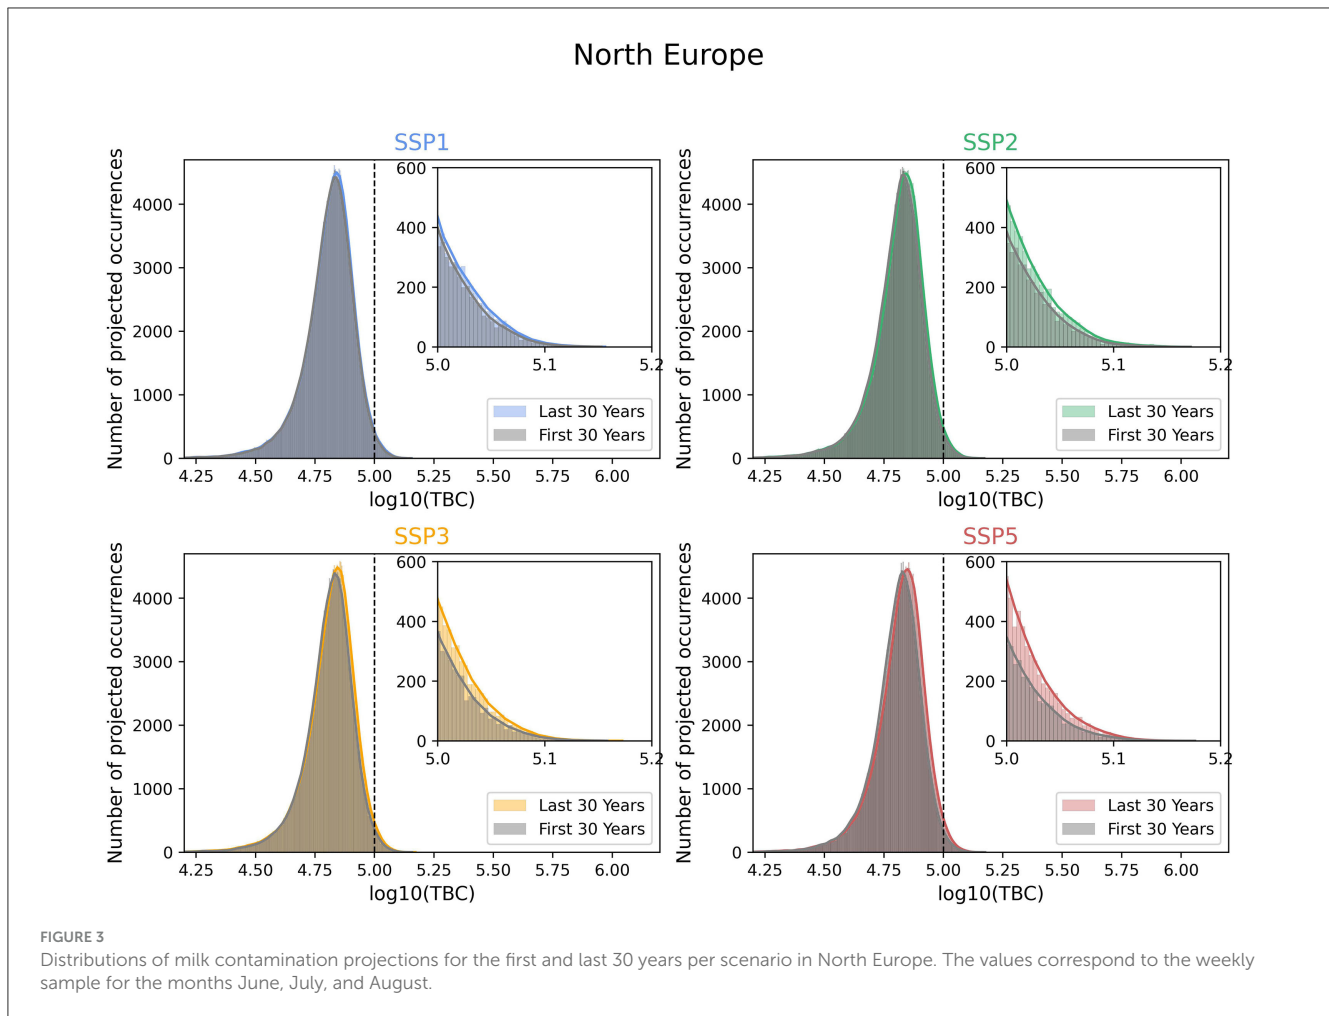 North Europe
SSP1
Number of projected occurrences
4000
3000
2000
1000
0
600
400
200
0
5.0
5.1
5.2
Last 30 Years
First 30 Years
4.25 4.50 4.75 5.00 5.25 5.50 5.75 6.00
log10(TBC)
SSP2
Number of projected occurrences
4000
3000
2000
1000
0
600
400
200
0
5.0
5.1
5.2
Last 30 Years
First 30 Years
4.25 4.50 4.75 5.00 5.25 5.50 5.75 6.00
log10(TBC)
SSP3
Number of projected occurrences
4000
3000
2000
1000
0
600
400
200
0
5.0
5.1
5.2
Last 30 Years
First 30 Years
4.25 4.50 4.75 5.00 5.25 5.50 5.75 6.00
log10(TBC)
SSP5
Number of projected occurrences
4000
3000
2000
1000
0
600
400
200
0
5.0
5.1
5.2
Last 30 Years
First 30 Years
4.25 4.50 4.75 5.00 5.25 5.50 5.75 6.00
log10(TBC)
FIGURE 3
Distributions of milk contamination projections for the first and last 30 years per scenario in North Europe. The values correspond to the weekly
sample for the months June, July, and August.